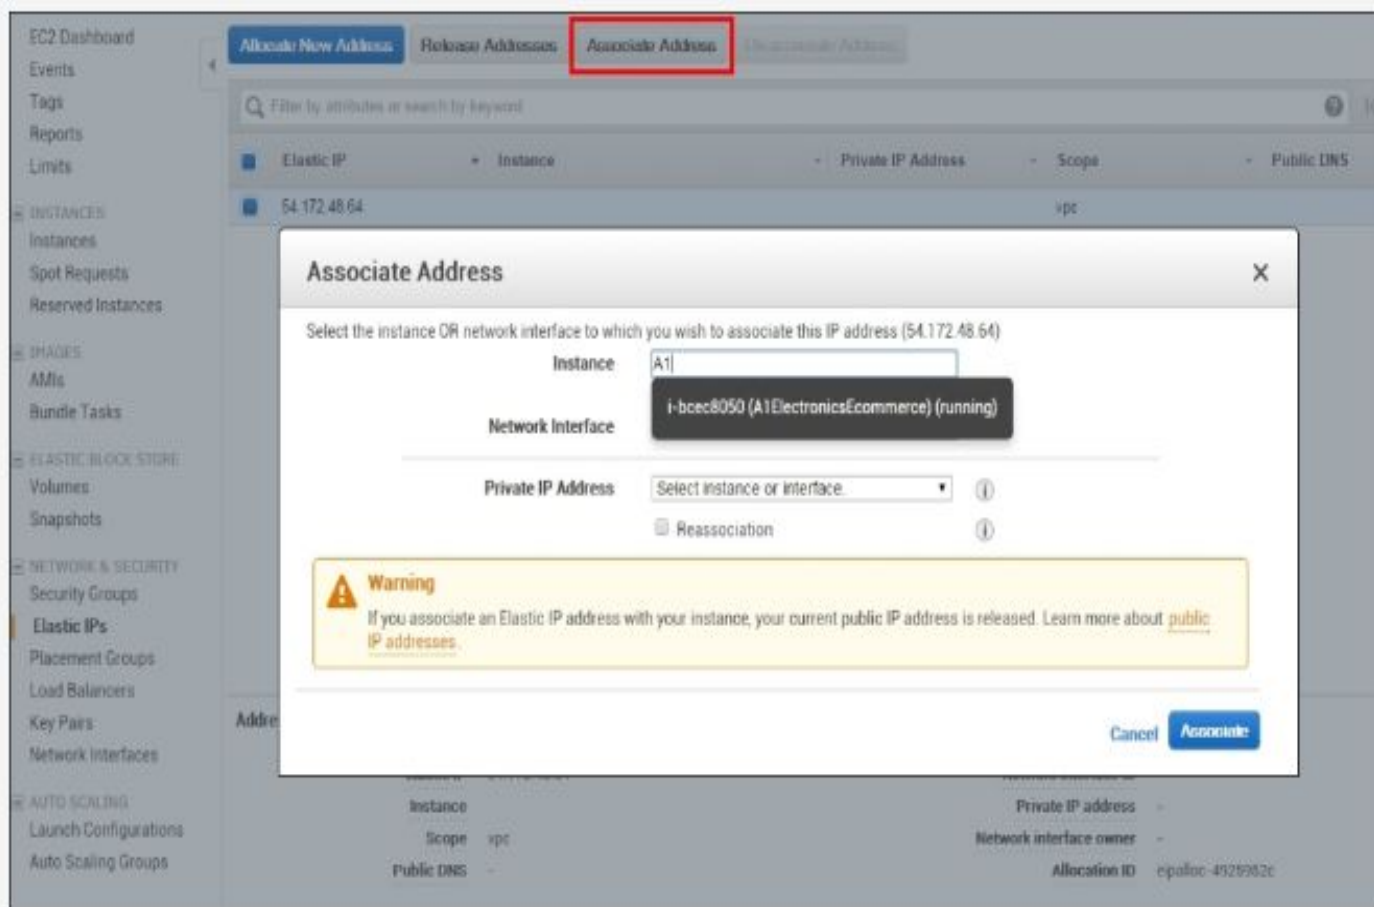 EC2 Dashboard
Events
Tags
Reports
Limits
INSTANCES
Instances
Spot Requests
Reserved Instances
IMAGES
AMIs
Bundle Tasks
ELASTIC BLOCK STORE
Volumes
Snapshots
NETWORK & SECURITY
Security Groups
Elastic IPs
Placement Groups
Load Balancers
Key Pairs
Network Interfaces
AUTO SCALING
Launch Configurations
Auto Scaling Groups
Allocate New Address Release Addresses Associate Address Disassociate Address
Filter by attributes or search by keyword
Elastic IP Instance Private IP Address Scope Public DNS
54.172.48.64 vpc
Associate Address
Select the instance OR network interface to which you wish to associate this IP address (54.172.48.64)
Instance A1
i-bcec8050 (A1ElectronicsEcommerce) (running)
Network Interface
Private IP Address Select instance or interface.
Reassociation
Warning
If you associate an Elastic IP address with your instance, your current public IP address is released. Learn more about public
IP addresses.
Cancel Associate
Addre
Instance Private IP address -
Scope vpc Network interface owner -
Public DNS - Allocation ID